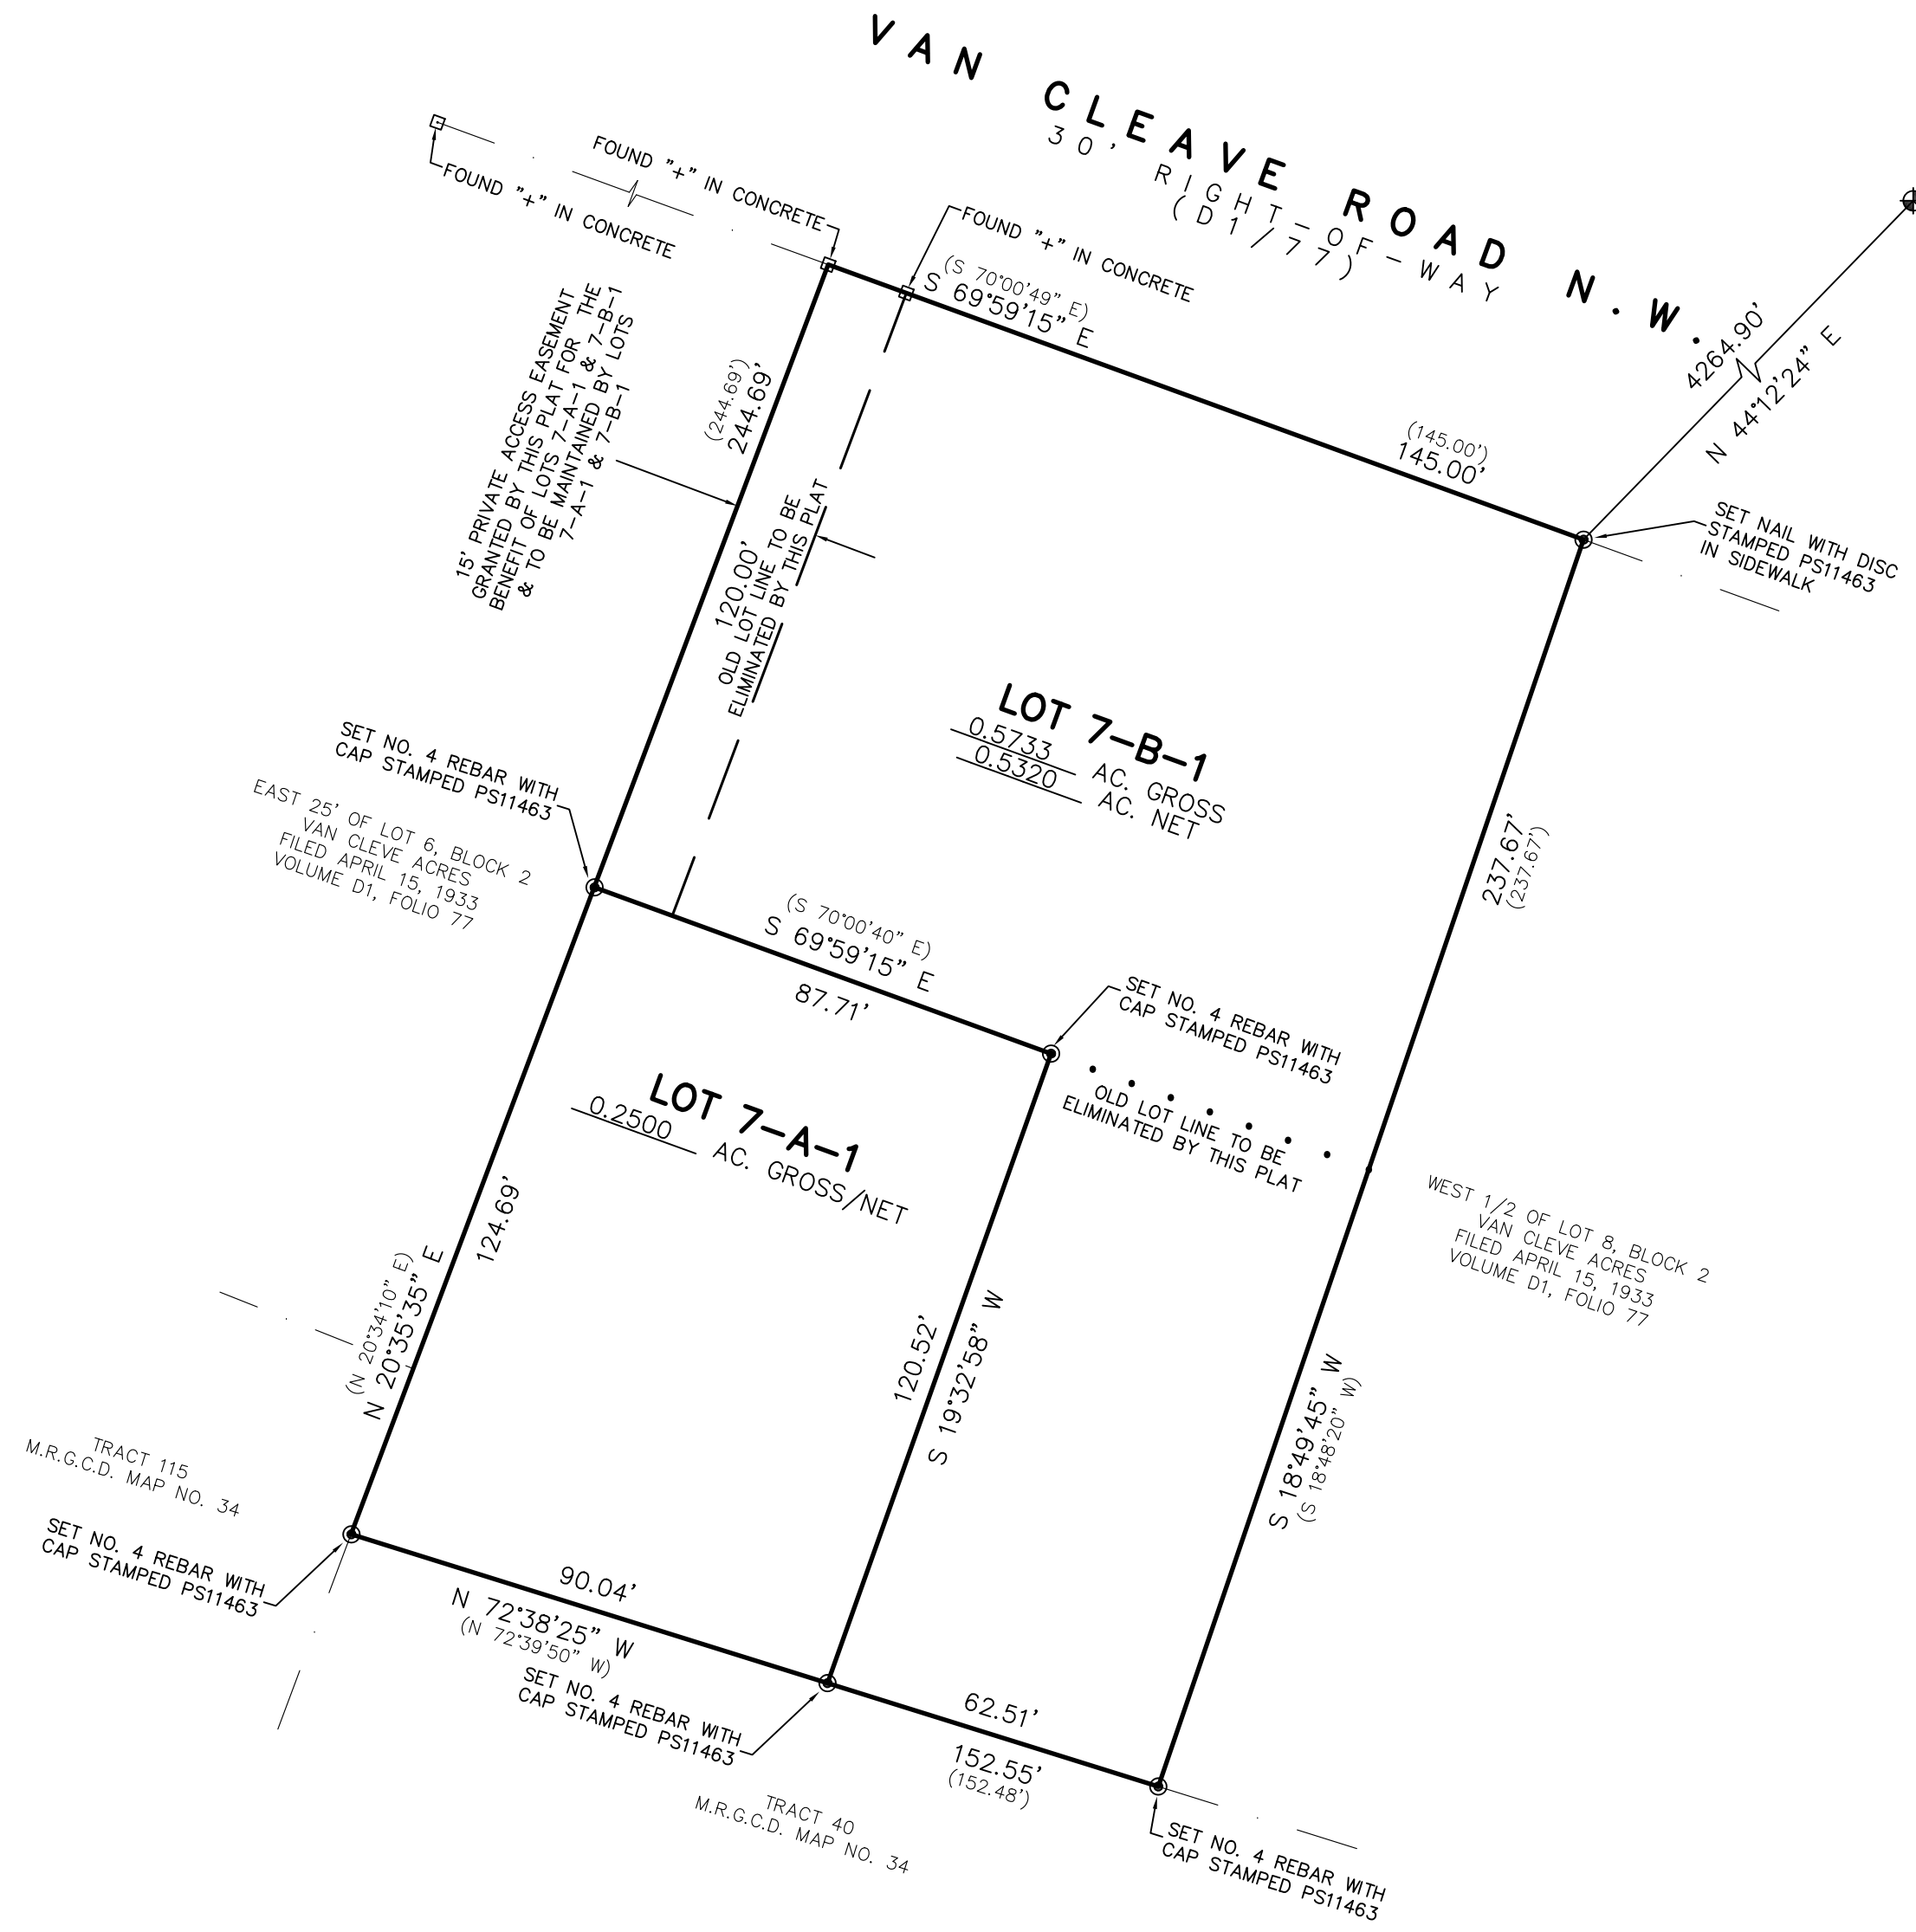 VAN CLEAVE ROAD N.W.
30' RIGHT-OF-WAY
(D1/77)
FOUND "+" IN CONCRETE
FOUND "+" IN CONCRETE
FOUND "+" IN CONCRETE
(S 70°00'49" E)
S 69°59'15" E
(145.00')
145.00'
4264.90'
N 44°12'24" E
SET NAIL WITH DISC
STAMPED PS11463
IN SIDEWALK
15' PRIVATE ACCESS EASEMENT
GRANTED BY THIS PLAT FOR THE
BENEFIT OF LOTS 7-A-1 & 7-B-1
& TO BE MAINTAINED BY LOTS
7-A-1 & 7-B-1
(244.69')
244.69'
120.00'
OLD LOT LINE TO BE
ELIMINATED BY THIS PLAT
LOT 7-B-1
0.5733 AC. GROSS
0.5320 AC. NET
237.67'
(237.67')
SET NO. 4 REBAR WITH
CAP STAMPED PS11463
EAST 25' OF LOT 6, BLOCK 2
VAN CLEVE ACRES
FILED APRIL 15, 1933
VOLUME D1, FOLIO 77
(S 70°00'40" E)
S 69°59'15" E
87.71'
SET NO. 4 REBAR WITH
CAP STAMPED PS11463
OLD LOT LINE TO BE
ELIMINATED BY THIS PLAT
LOT 7-A-1
0.2500 AC. GROSS/NET
124.69'
(N 20°34'10" E)
N 20°35'35" E
120.52'
S 19°32'58" W
WEST 1/2 OF LOT 8, BLOCK 2
VAN CLEVE ACRES
FILED APRIL 15, 1933
VOLUME D1, FOLIO 77
S 18°49'45" W
(S 18°48'20" W)
TRACT 115
M.R.G.C.D. MAP NO. 34
SET NO. 4 REBAR WITH
CAP STAMPED PS11463
90.04'
N 72°38'25" W
(N 72°39'50" W)
SET NO. 4 REBAR WITH
CAP STAMPED PS11463
62.51'
152.55'
(152.48')
TRACT 40
M.R.G.C.D. MAP NO. 34
SET NO. 4 REBAR WITH
CAP STAMPED PS11463